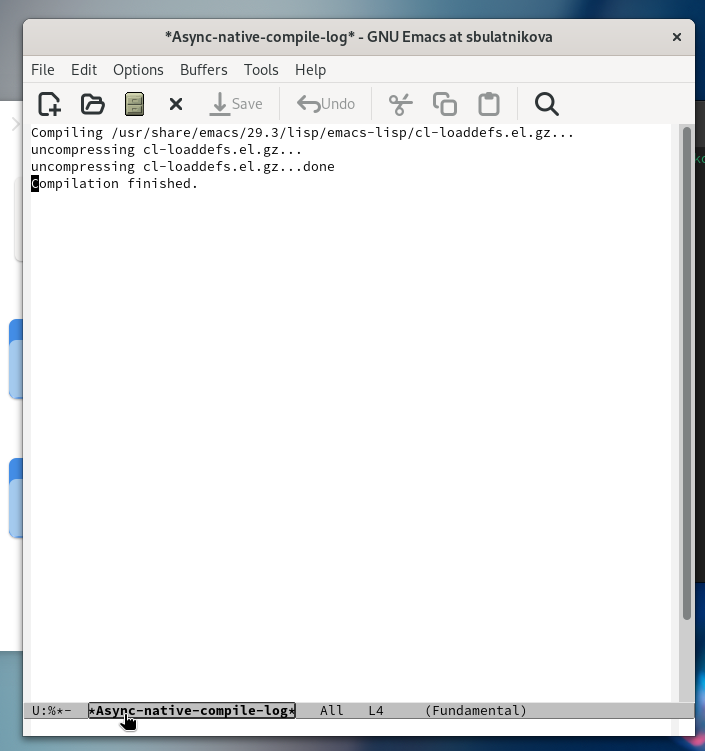 *Async-native-compile-log* - GNU Emacs at sbulatnikova
File Edit Options Buffers Tools Help
Save Undo
Compiling /usr/share/emacs/29.3/lisp/emacs-lisp/cl-loaddefs.el.gz...
uncompressing cl-loaddefs.el.gz...
uncompressing cl-loaddefs.el.gz...done
Compilation finished.
U:%*- *Async-native-compile-log* All L4 (Fundamental)